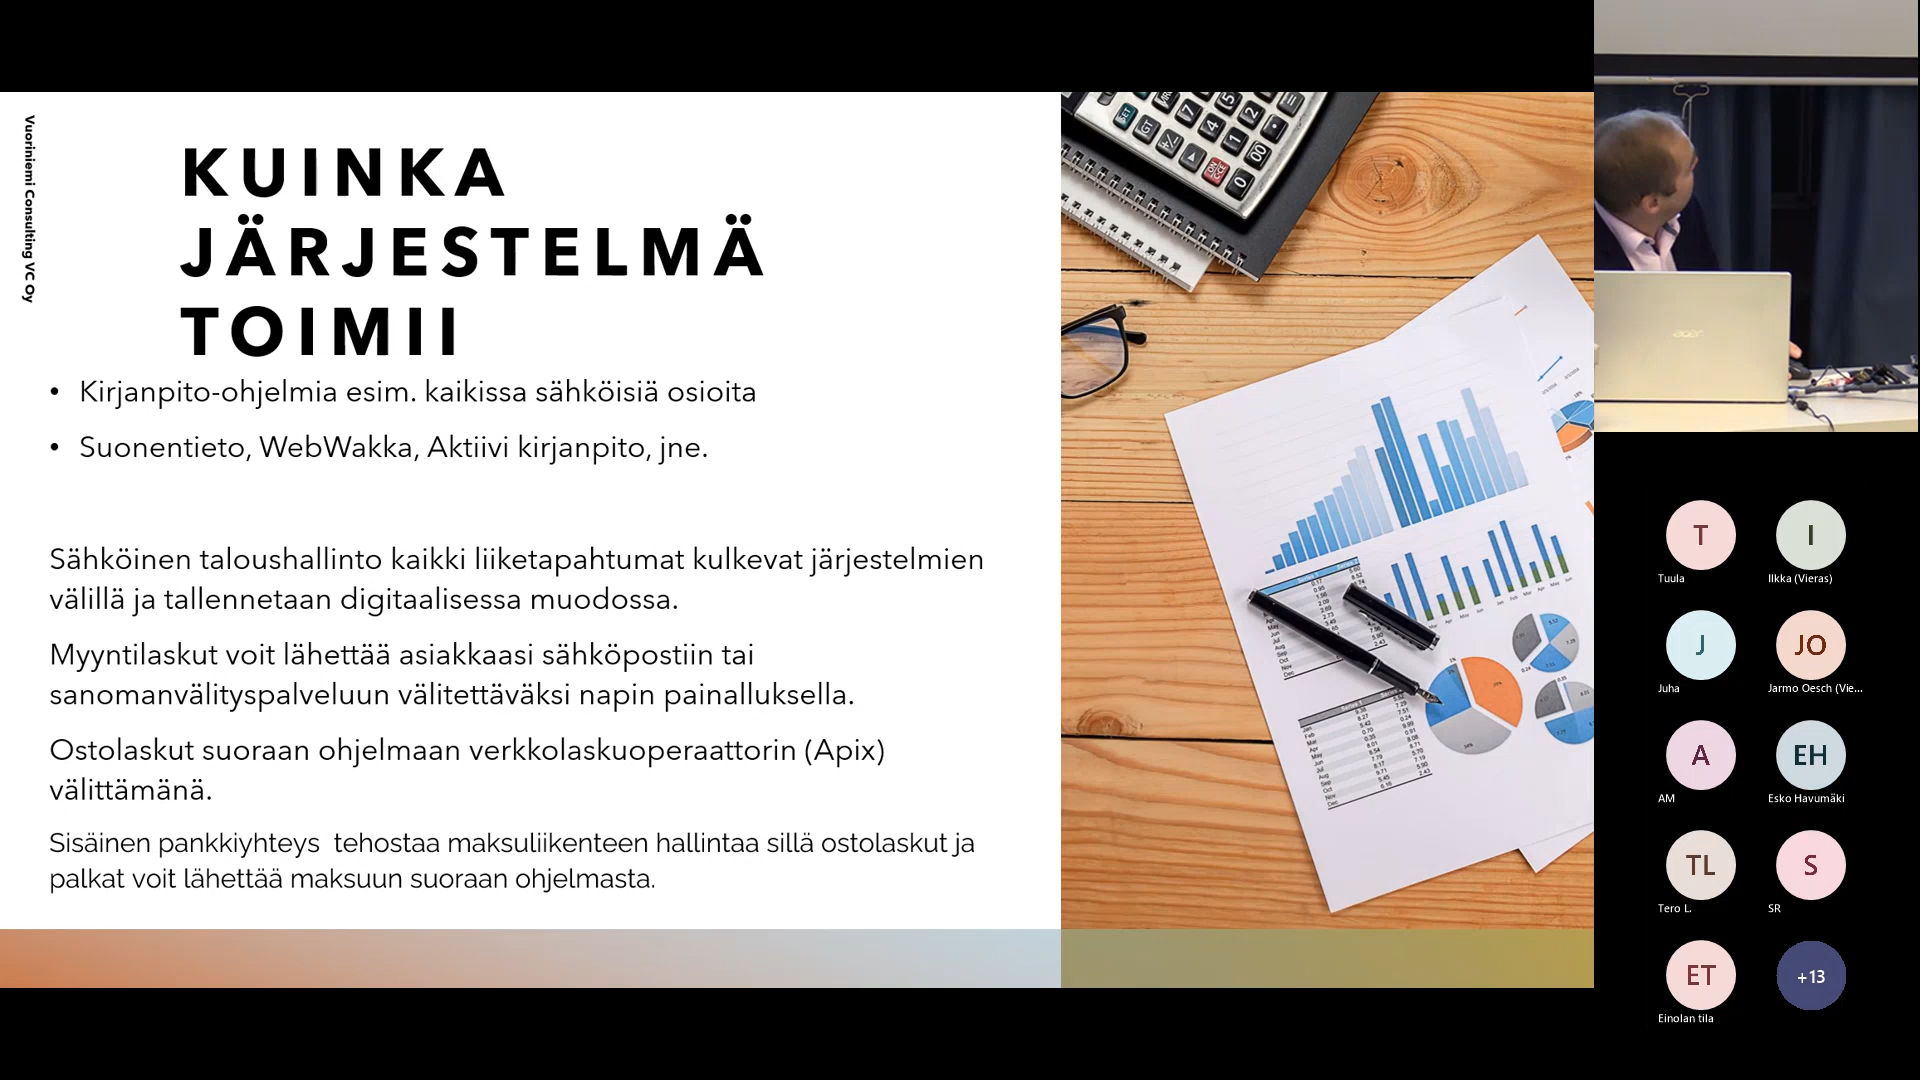 Vuoriniemi Consulting VC Oy
KUINKA
JÄRJESTELMÄ
TOIMII
• Kirjanpito-ohjelmia esim. kaikissa sähköisiä osioita
• Suonentieto, WebWakka, Aktiivi kirjanpito, jne.
Sähköinen taloushallinto kaikki liiketapahtumat kulkevat järjestelmien
välillä ja tallennetaan digitaalisessa muodossa.
Myyntilaskut voit lähettää asiakkaasi sähköpostiin tai
sanomanvälityspalveluun välitettäväksi napin painalluksella.
Ostolaskut suoraan ohjelmaan verkkolaskuoperaattorin (Apix)
välittämänä.
Sisäinen pankkiyhteys  tehostaa maksuliikenteen hallintaa sillä ostolaskut ja
palkat voit lähettää maksuun suoraan ohjelmasta.
acer
T
Tuula
I
Ilkka (Vieras)
J
Juha
JO
Jarmo Oesch (Vie...
A
AM
EH
Esko Havumäki
TL
Tero L.
S
SR
ET
Einolan tila
+13